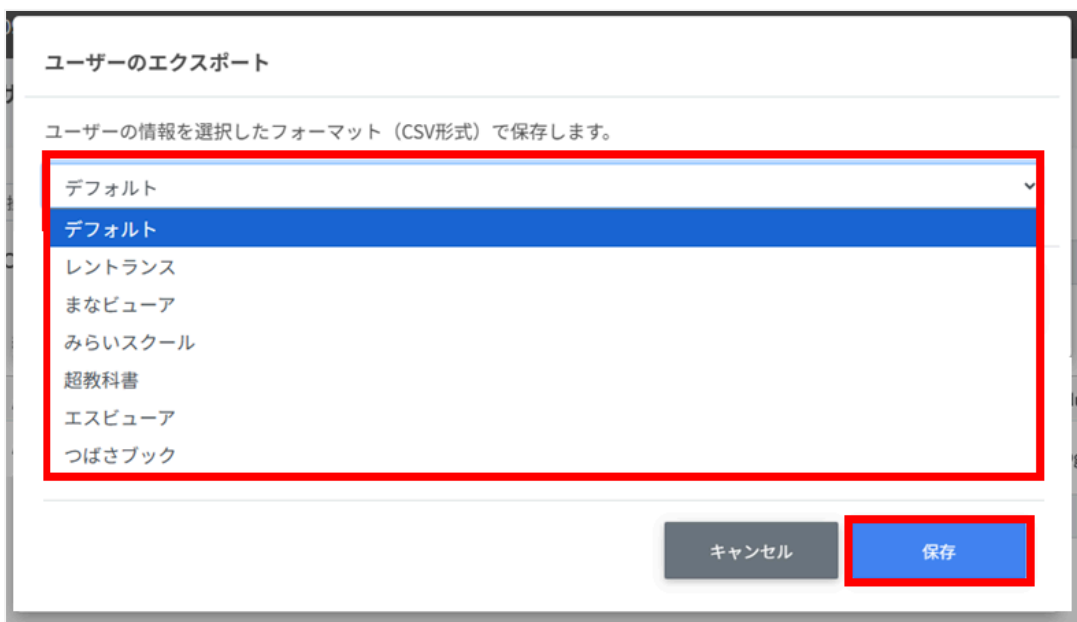 ユーザーのエクスポート
ユーザーの情報を選択したフォーマット（CSV形式）で保存します。
デフォルト
デフォルト
レントランス
まなビューア
みらいスクール
超教科書
エスビューア
つばさブック
キャンセル 保存